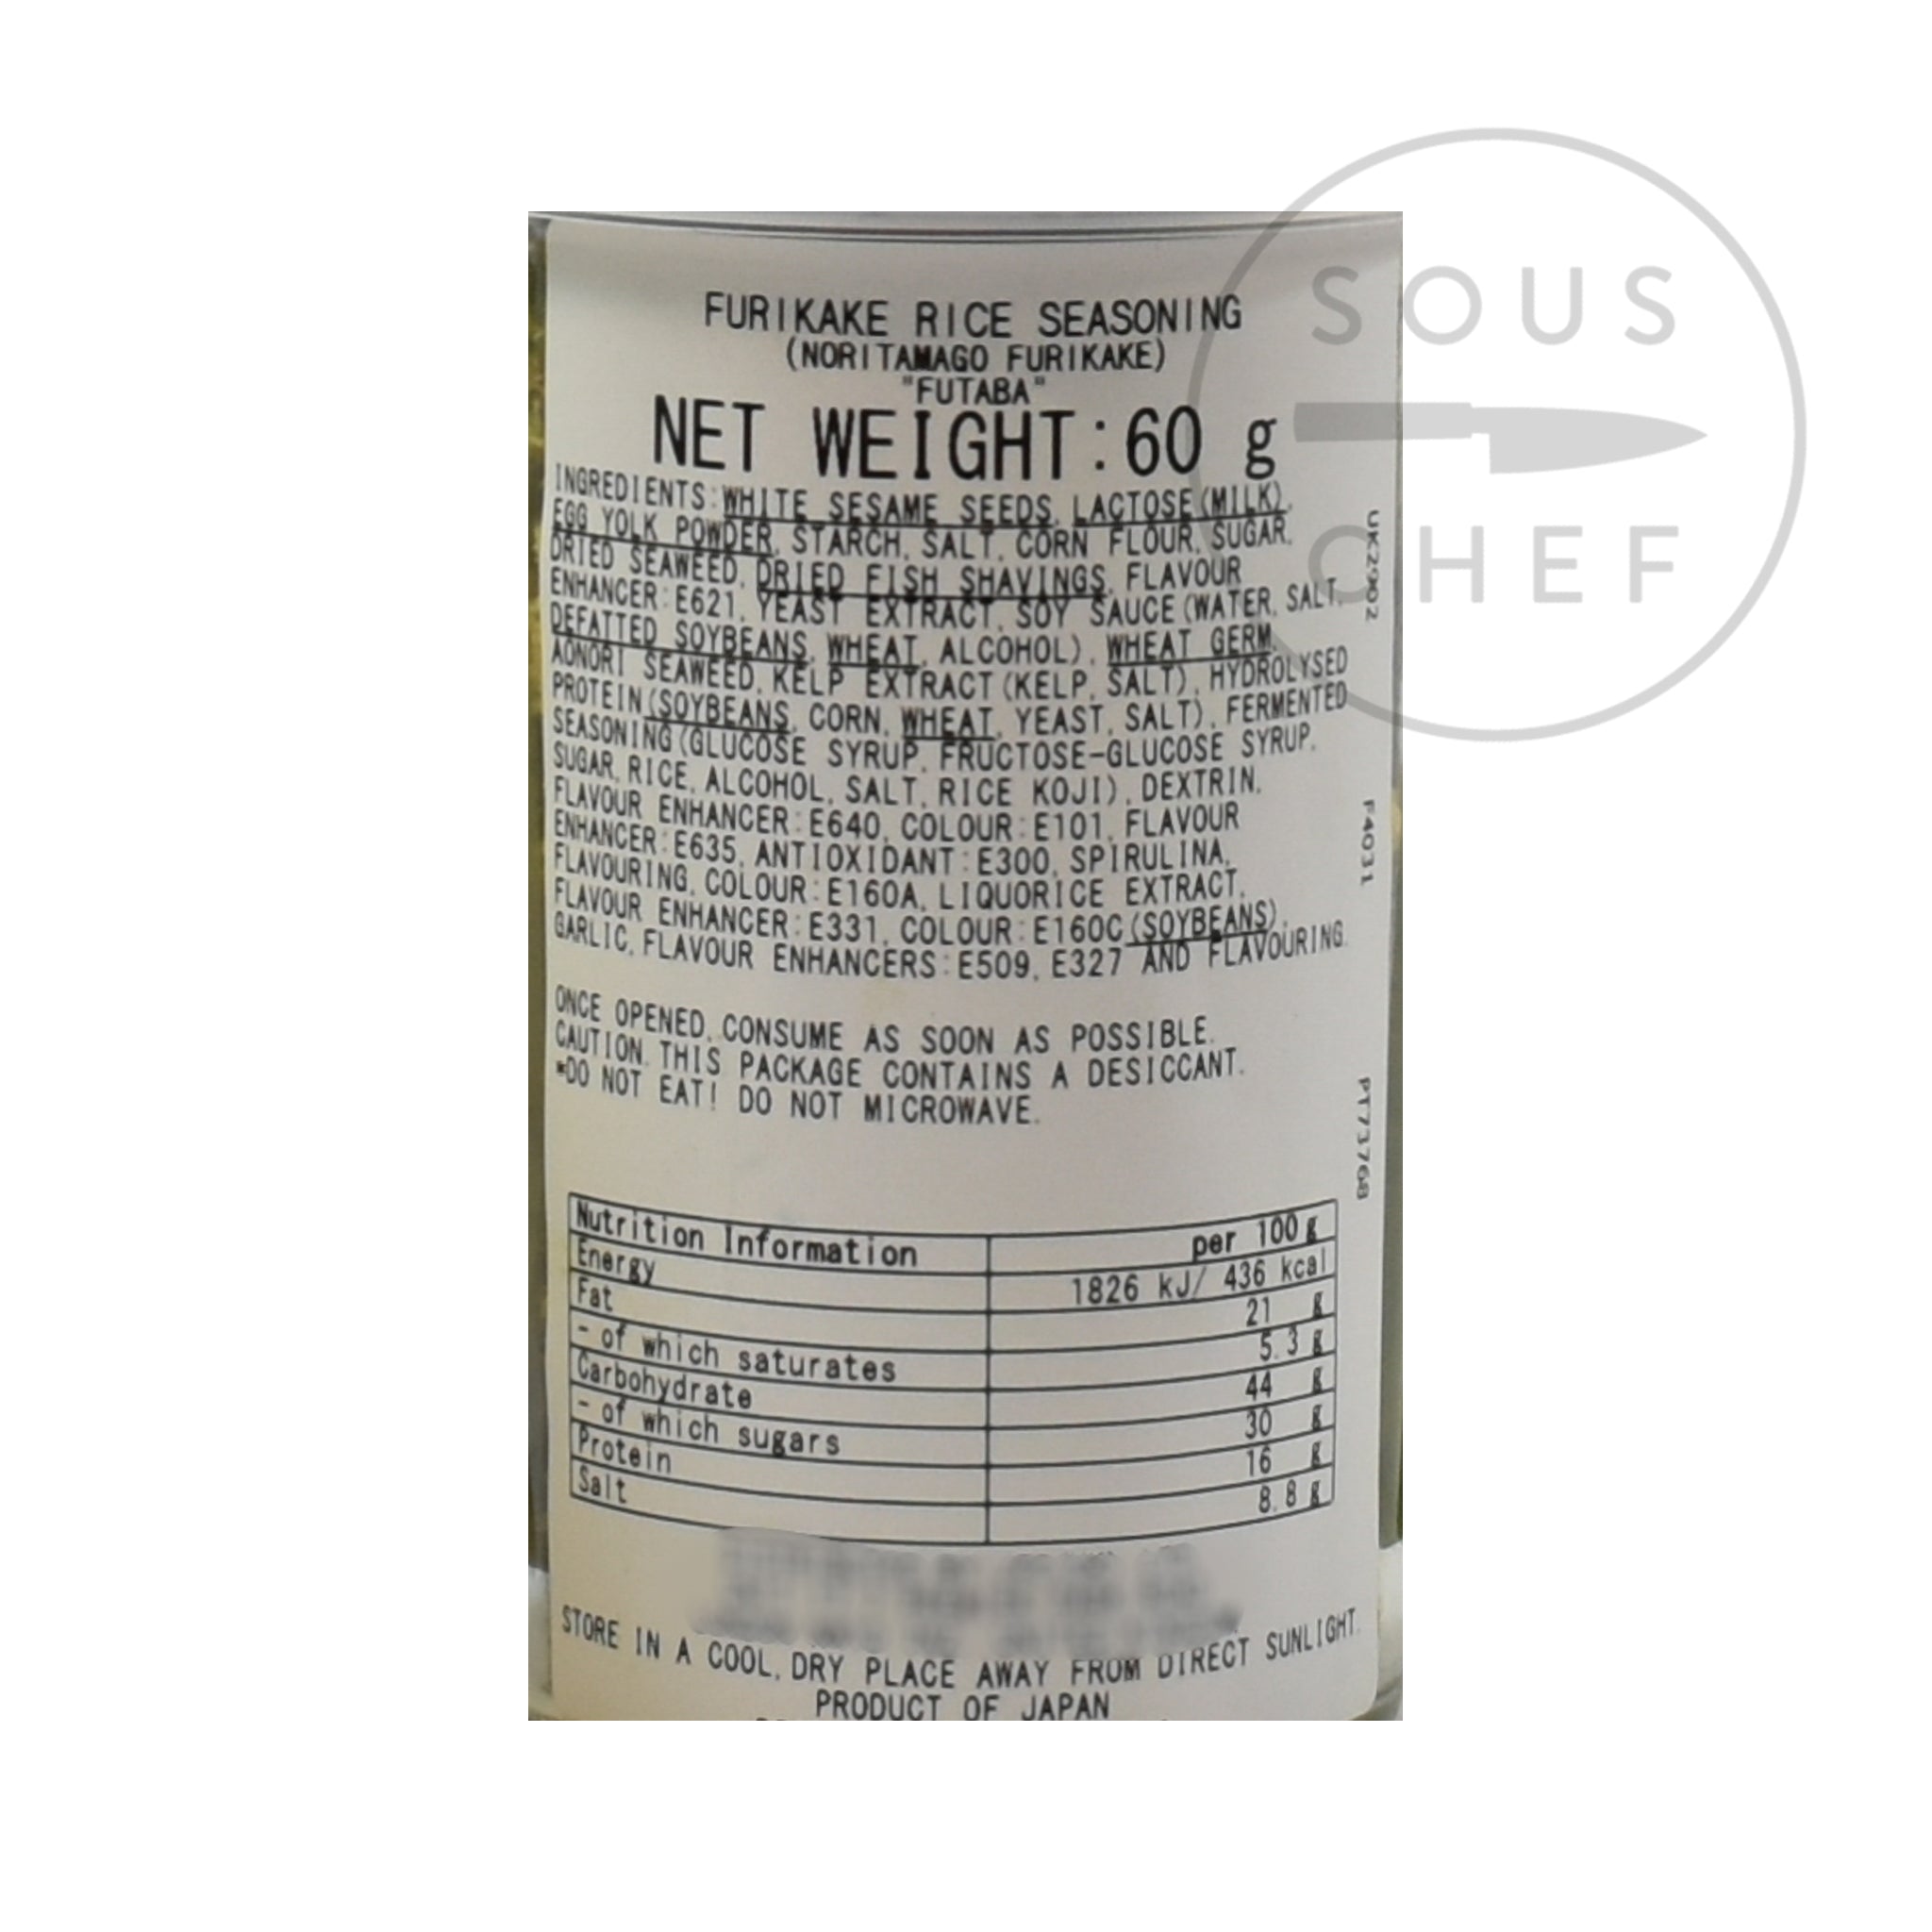 FURIKAKE RICE SEASONING
(NORITAMAGO FURIKAKE)
"FUTABA"
NET WEIGHT:60 g
INGREDIENTS:WHITE SESAME SEEDS, LACTOSE(MILK),
EGG YOLK POWDER, STARCH, SALT, CORN FLOUR, SUGAR,
DRIED SEAWEED, DRIED FISH SHAVINGS, FLAVOUR
ENHANCER:E621, YEAST EXTRACT, SOY SAUCE(WATER, SALT,
DEFATTED SOYBEANS, WHEAT, ALCOHOL), WHEAT GERM,
AONORI SEAWEED, KELP EXTRACT(KELP, SALT), HYDROLYSED
PROTEIN(SOYBEANS, CORN, WHEAT, YEAST, SALT), FERMENTED
SEASONING(GLUCOSE SYRUP, FRUCTOSE-GLUCOSE SYRUP,
SUGAR, RICE, ALCOHOL, SALT, RICE KOJI), DEXTRIN,
FLAVOUR ENHANCER:E640, COLOUR:E101, FLAVOUR
ENHANCER:E635, ANTIOXIDANT:E300, SPIRULINA,
FLAVOURING, COLOUR:E160A, LIQUORICE EXTRACT,
FLAVOUR ENHANCER:E331, COLOUR:E160C(SOYBEANS),
GARLIC, FLAVOUR ENHANCERS:E509, E327 AND FLAVOURING.
ONCE OPENED, CONSUME AS SOON AS POSSIBLE.
CAUTION. THIS PACKAGE CONTAINS A DESICCANT.
*DO NOT EAT! DO NOT MICROWAVE.
Nutrition Information per 100 g
Energy 1826 kJ/ 436 kcal
Fat 21 g
- of which saturates 5.3 g
Carbohydrate 44 g
- of which sugars 30 g
Protein 16 g
Salt 8.8 g
STORE IN A COOL, DRY PLACE AWAY FROM DIRECT SUNLIGHT.
PRODUCT OF JAPAN
F4031
PT73768
SOUS
CHEF